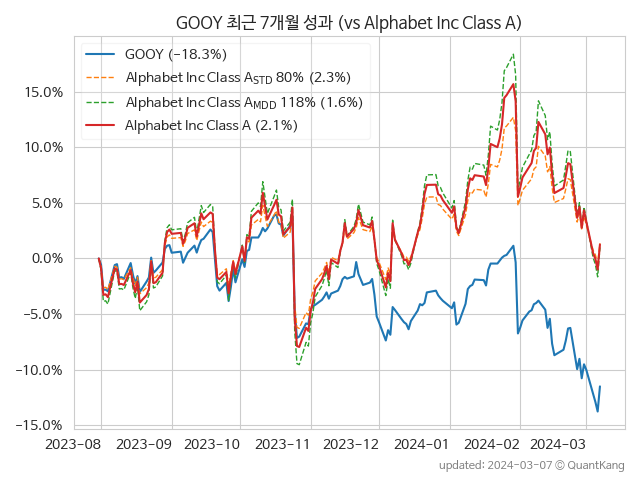 GOOY 최근 7개월 성과 (vs Alphabet Inc Class A)
GOOY (−18.3%)
Alphabet Inc Class A_STD 80% (2.3%)
Alphabet Inc Class A_MDD 118% (1.6%)
Alphabet Inc Class A (2.1%)
15.0%
10.0%
5.0%
0.0%
−5.0%
−10.0%
−15.0%
2023-08 2023-09 2023-10 2023-11 2023-12 2024-01 2024-02 2024-03
updated: 2024-03-07 © QuantKang